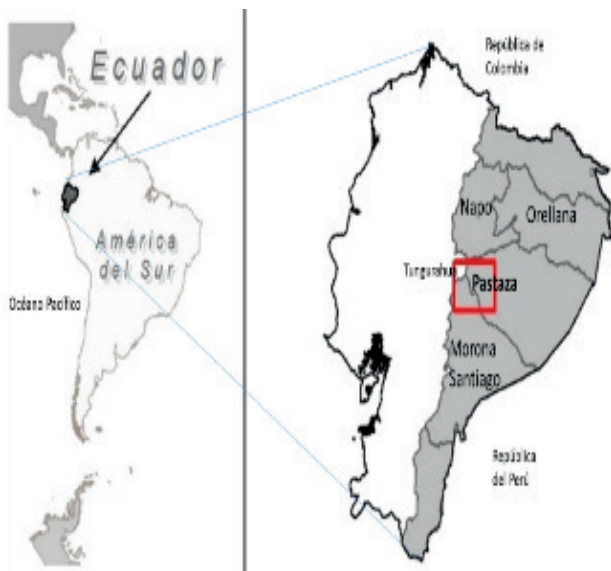 Ecuador
América
del Sur
Océano Pacífico
República de
Colombia
Napo
Orellana
Tungurahua
Pastaza
Morona
Santiago
República
del Perú